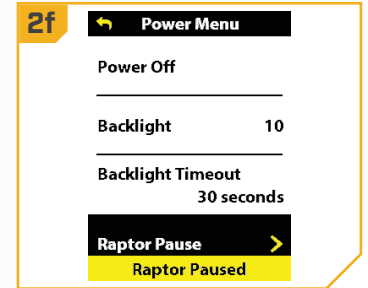 2f
Power Menu
Power Off
Backlight 10
Backlight Timeout
30 seconds
Raptor Pause
Raptor Paused